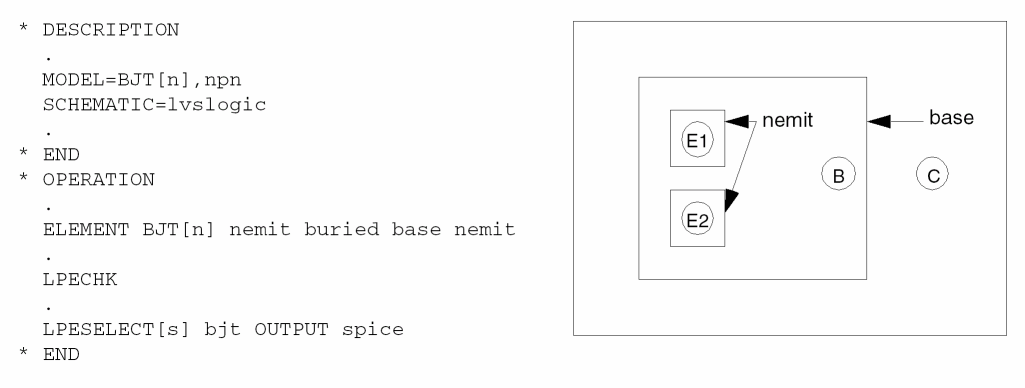 * DESCRIPTION
.
MODEL=BJT[n],npn
SCHEMATIC=lvslogic
.
* END
* OPERATION
.
ELEMENT BJT[n] nemit buried base nemit
.
LPECHK
.
LPESELECT[s] bjt OUTPUT spice
* END
E1
nemit
base
B
C
E2